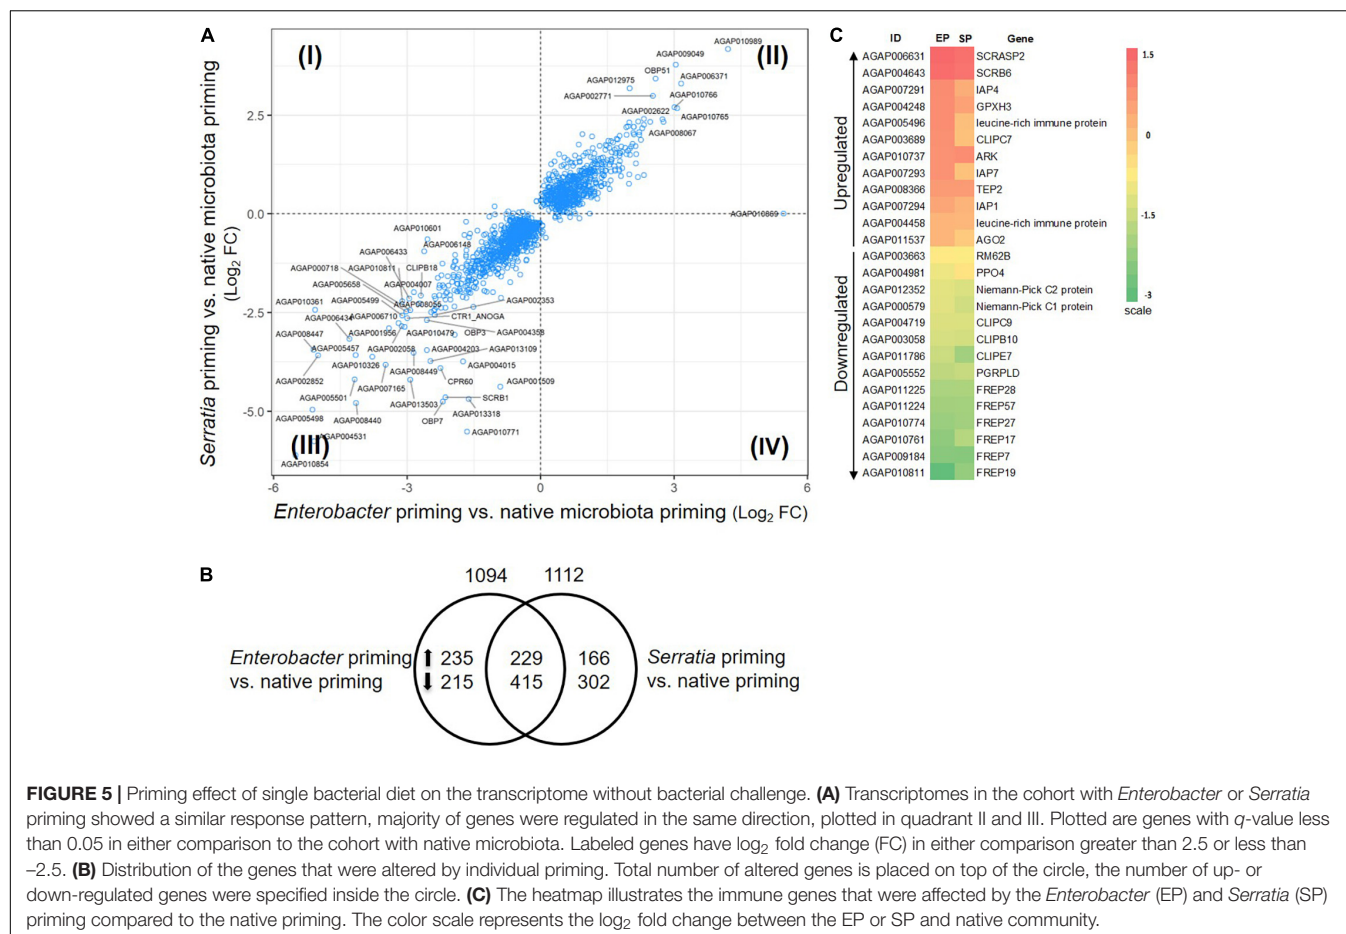 A
(I)
(II)
(III)
(IV)
Serratia priming vs. native microbiota priming
(Log2 FC)
2.5
0.0
-2.5
-5.0
-6
-3
0
3
6
Enterobacter priming vs. native microbiota priming (Log2 FC)
AGAP010989
AGAP009049
OBP51
AGAP006371
AGAP012975
AGAP002771
AGAP010766
AGAP002622
AGAP010765
AGAP008067
AGAP010869
AGAP010601
AGAP006148
AGAP006433
AGAP000718
AGAP010811
CLIPB18
AGAP005658
AGAP004007
AGAP010361
AGAP005499
AGAP008055
AGAP002353
AGAP006434
AGAP006710
CTR1_ANOGA
AGAP008447
AGAP001956
AGAP010479
OBP3
AGAP004358
AGAP005457
AGAP002058
AGAP004203
AGAP013109
AGAP010326
AGAP008449
AGAP004015
AGAP002852
AGAP007165
CPR60
AGAP001509
AGAP005501
AGAP013503
SCRB1
AGAP005498
AGAP008440
OBP7
AGAP013318
AGAP004531
AGAP010771
AGAP010854
C
ID EP SP Gene
Upregulated
AGAP006631 SCRASP2
AGAP004643 SCRB6
AGAP007291 IAP4
AGAP004248 GPXH3
AGAP005496 leucine-rich immune protein
AGAP003689 CLIPC7
AGAP010737 ARK
AGAP007293 IAP7
AGAP008366 TEP2
AGAP007294 IAP1
AGAP004458 leucine-rich immune protein
AGAP011537 AGO2
Downregulated
AGAP003663 RM62B
AGAP004981 PPO4
AGAP012352 Niemann-Pick C2 protein
AGAP000579 Niemann-Pick C1 protein
AGAP004719 CLIPC9
AGAP003058 CLIPB10
AGAP011786 CLIPE7
AGAP005552 PGRPLD
AGAP011225 FREP28
AGAP011224 FREP57
AGAP010774 FREP27
AGAP010761 FREP17
AGAP009184 FREP7
AGAP010811 FREP19
1.5
0
-1.5
-3
scale
B
1094 1112
Enterobacter priming 235 229 166 Serratia priming
vs. native priming 215 415 302 vs. native priming
FIGURE 5 | Priming effect of single bacterial diet on the transcriptome without bacterial challenge. (A) Transcriptomes in the cohort with Enterobacter or Serratia
priming showed a similar response pattern, majority of genes were regulated in the same direction, plotted in quadrant II and III. Plotted are genes with q-value less
than 0.05 in either comparison to the cohort with native microbiota. Labeled genes have log2 fold change (FC) in either comparison greater than 2.5 or less than
–2.5. (B) Distribution of the genes that were altered by individual priming. Total number of altered genes is placed on top of the circle, the number of up- or
down-regulated genes were specified inside the circle. (C) The heatmap illustrates the immune genes that were affected by the Enterobacter (EP) and Serratia (SP)
priming compared to the native priming. The color scale represents the log2 fold change between the EP or SP and native community.